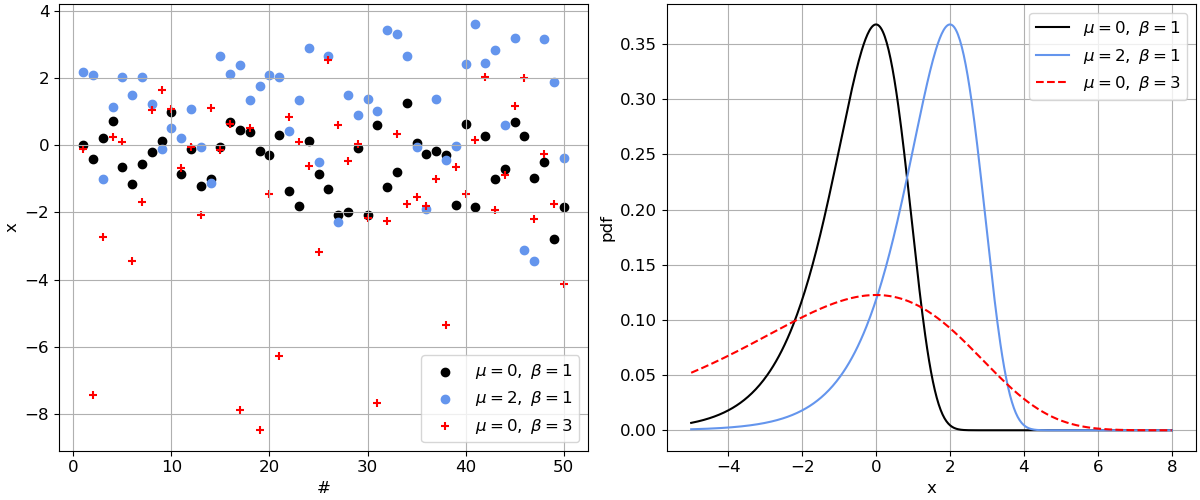 4
2
0
−2
−4
−6
−8
x
0 10 20 30 40 50
#
μ = 0, β = 1
μ = 2, β = 1
μ = 0, β = 3
0.35
0.30
0.25
0.20
0.15
0.10
0.05
0.00
pdf
−4 −2 0 2 4 6 8
x
μ = 0, β = 1
μ = 2, β = 1
μ = 0, β = 3